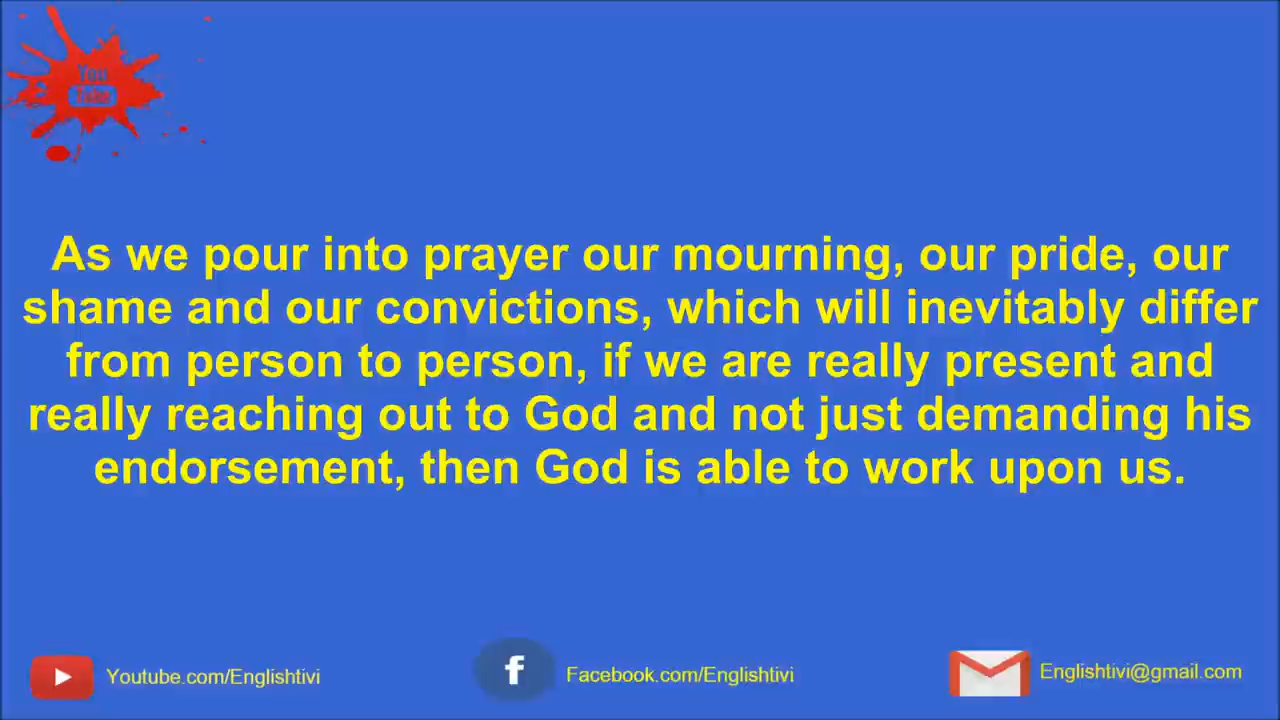 You
Tube
As we pour into prayer our mourning, our pride, our
shame and our convictions, which will inevitably differ
from person to person, if we are really present and
really reaching out to God and not just demanding his
endorsement, then God is able to work upon us.
Youtube.com/Englishtivi
f
Facebook.com/Englishtivi
Englishtivi@gmail.com